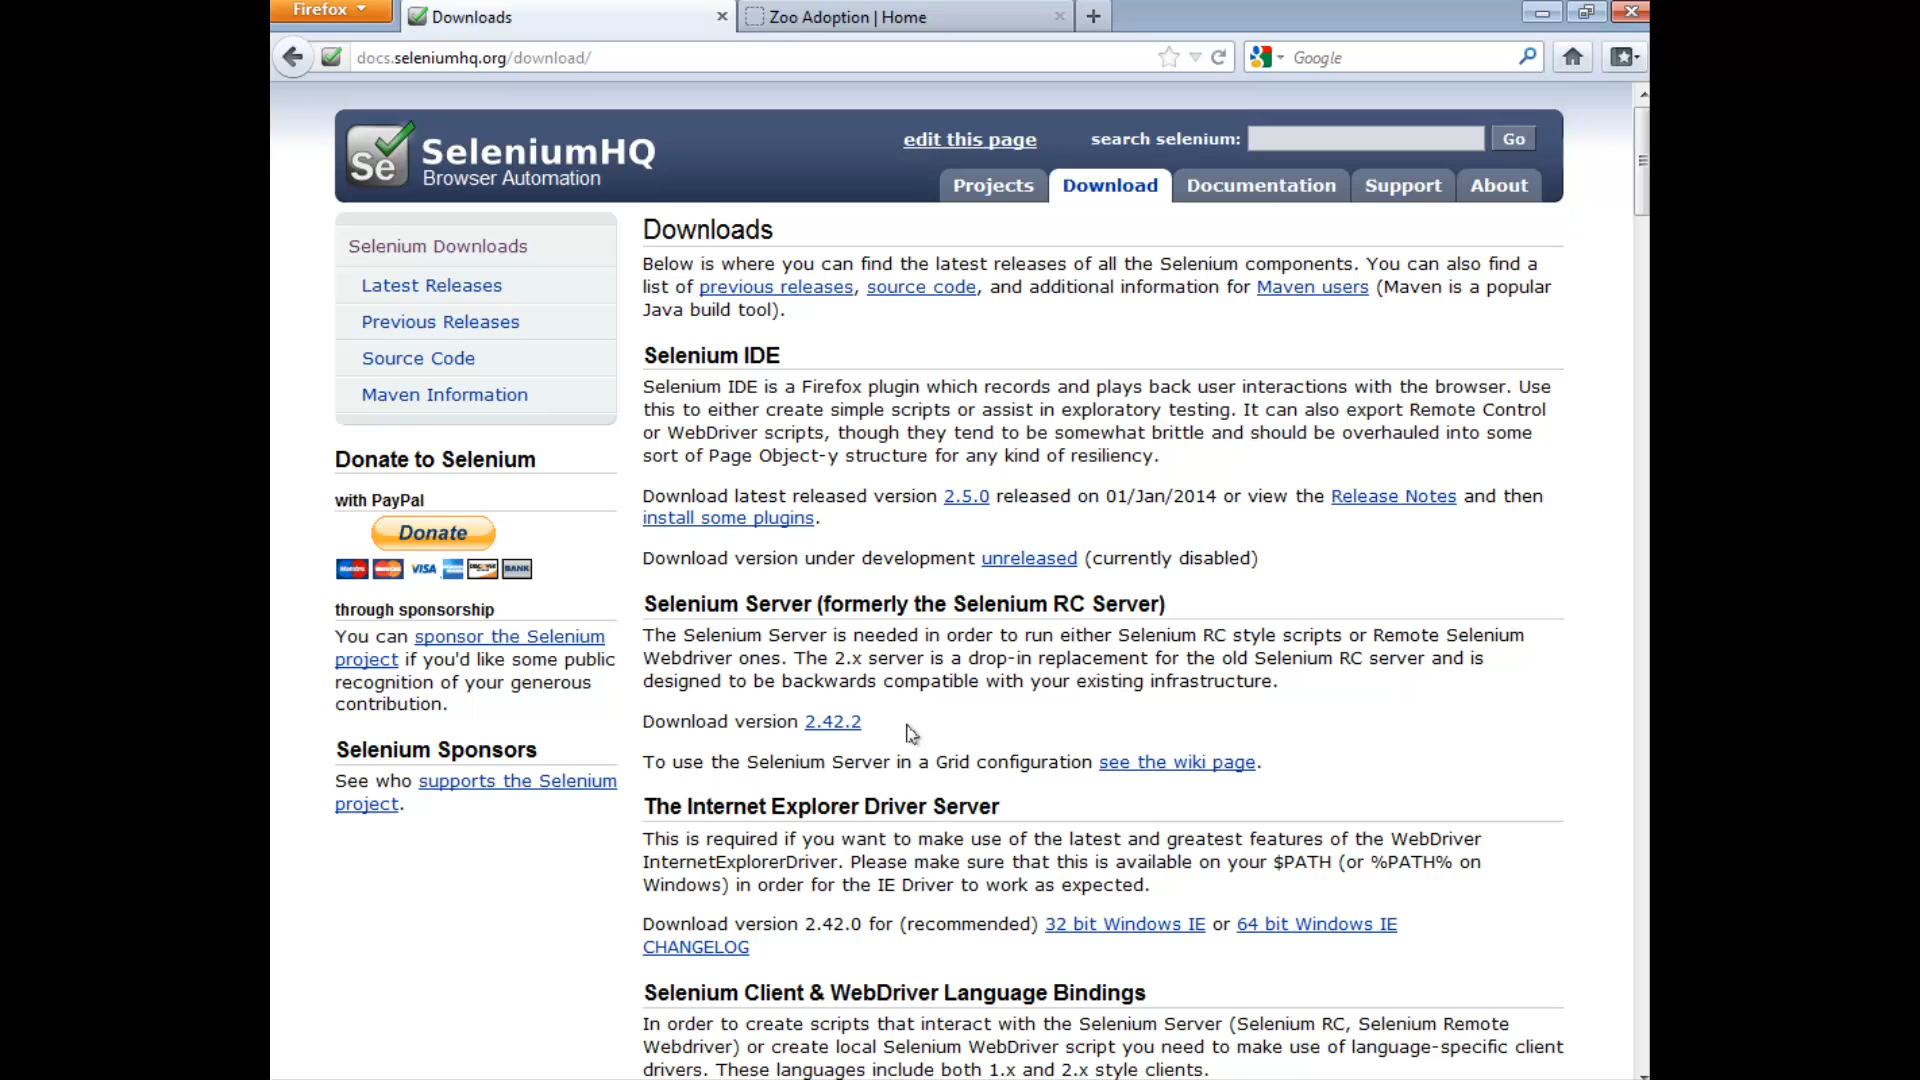 Firefox
Downloads
Zoo Adoption | Home
docs.seleniumhq.org/download/
Google
Se
SeleniumHQ
Browser Automation
edit this page
search selenium:
Go
Projects
Download
Documentation
Support
About
Selenium Downloads
Latest Releases
Previous Releases
Source Code
Maven Information
Donate to Selenium
with PayPal
Donate
VISA
BANK
through sponsorship
You can sponsor the Selenium
project if you'd like some public
recognition of your generous
contribution.
Selenium Sponsors
See who supports the Selenium
project.
Downloads
Below is where you can find the latest releases of all the Selenium components. You can also find a
list of previous releases, source code, and additional information for Maven users (Maven is a popular
Java build tool).
Selenium IDE
Selenium IDE is a Firefox plugin which records and plays back user interactions with the browser. Use
this to either create simple scripts or assist in exploratory testing. It can also export Remote Control
or WebDriver scripts, though they tend to be somewhat brittle and should be overhauled into some
sort of Page Object-y structure for any kind of resiliency.
Download latest released version 2.5.0 released on 01/Jan/2014 or view the Release Notes and then
install some plugins.
Download version under development unreleased (currently disabled)
Selenium Server (formerly the Selenium RC Server)
The Selenium Server is needed in order to run either Selenium RC style scripts or Remote Selenium
Webdriver ones. The 2.x server is a drop-in replacement for the old Selenium RC server and is
designed to be backwards compatible with your existing infrastructure.
Download version 2.42.2
To use the Selenium Server in a Grid configuration see the wiki page.
The Internet Explorer Driver Server
This is required if you want to make use of the latest and greatest features of the WebDriver
InternetExplorerDriver. Please make sure that this is available on your $PATH (or %PATH% on
Windows) in order for the IE Driver to work as expected.
Download version 2.42.0 for (recommended) 32 bit Windows IE or 64 bit Windows IE
CHANGELOG
Selenium Client & WebDriver Language Bindings
In order to create scripts that interact with the Selenium Server (Selenium RC, Selenium Remote
Webdriver) or create local Selenium WebDriver script you need to make use of language-specific client
drivers. These languages include both 1.x and 2.x style clients.